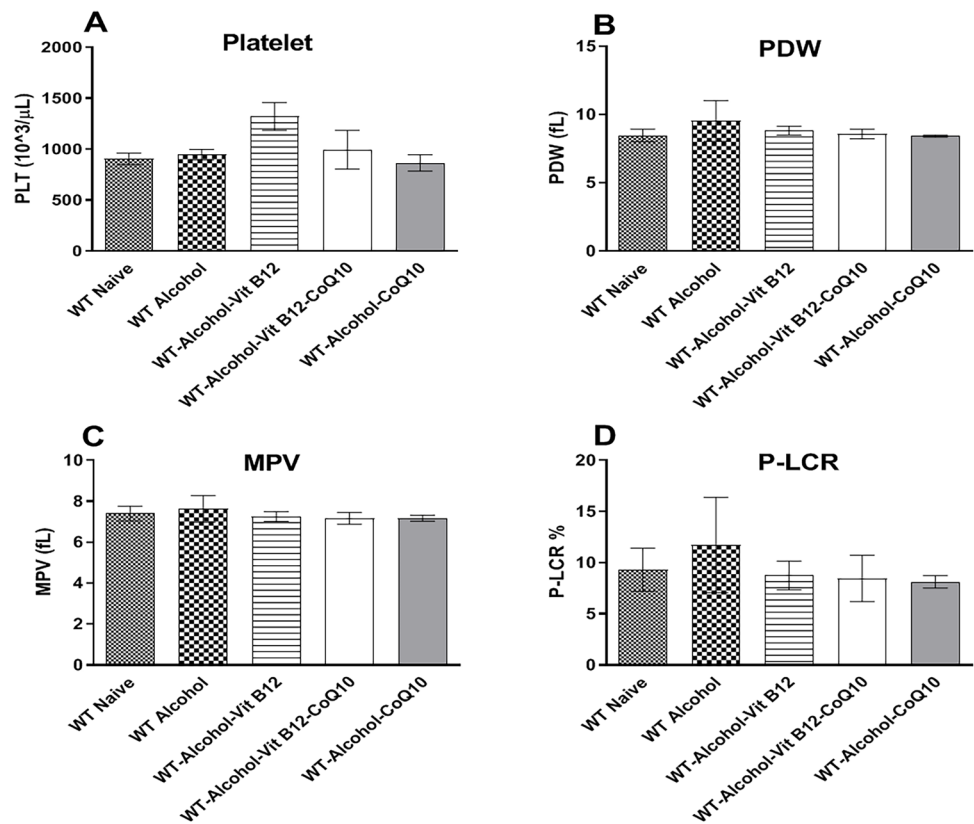 A
Platelet
PLT (10^3/µL)
2000
1500
1000
500
0
WT Naive
WT Alcohol
WT-Alcohol-Vit B12
WT-Alcohol-Vit B12-CoQ10
WT-Alcohol-CoQ10
B
PDW
PDW (fL)
15
10
5
0
WT Naive
WT Alcohol
WT-Alcohol-Vit B12
WT-Alcohol-Vit B12-CoQ10
WT-Alcohol-CoQ10
C
MPV
MPV (fL)
10
8
6
4
2
0
WT Naive
WT Alcohol
WT-Alcohol-Vit B12
WT-Alcohol-Vit B12-CoQ10
WT-Alcohol-CoQ10
D
P-LCR
P-LCR %
20
15
10
5
0
WT Naive
WT Alcohol
WT-Alcohol-Vit B12
WT-Alcohol-Vit B12-CoQ10
WT-Alcohol-CoQ10